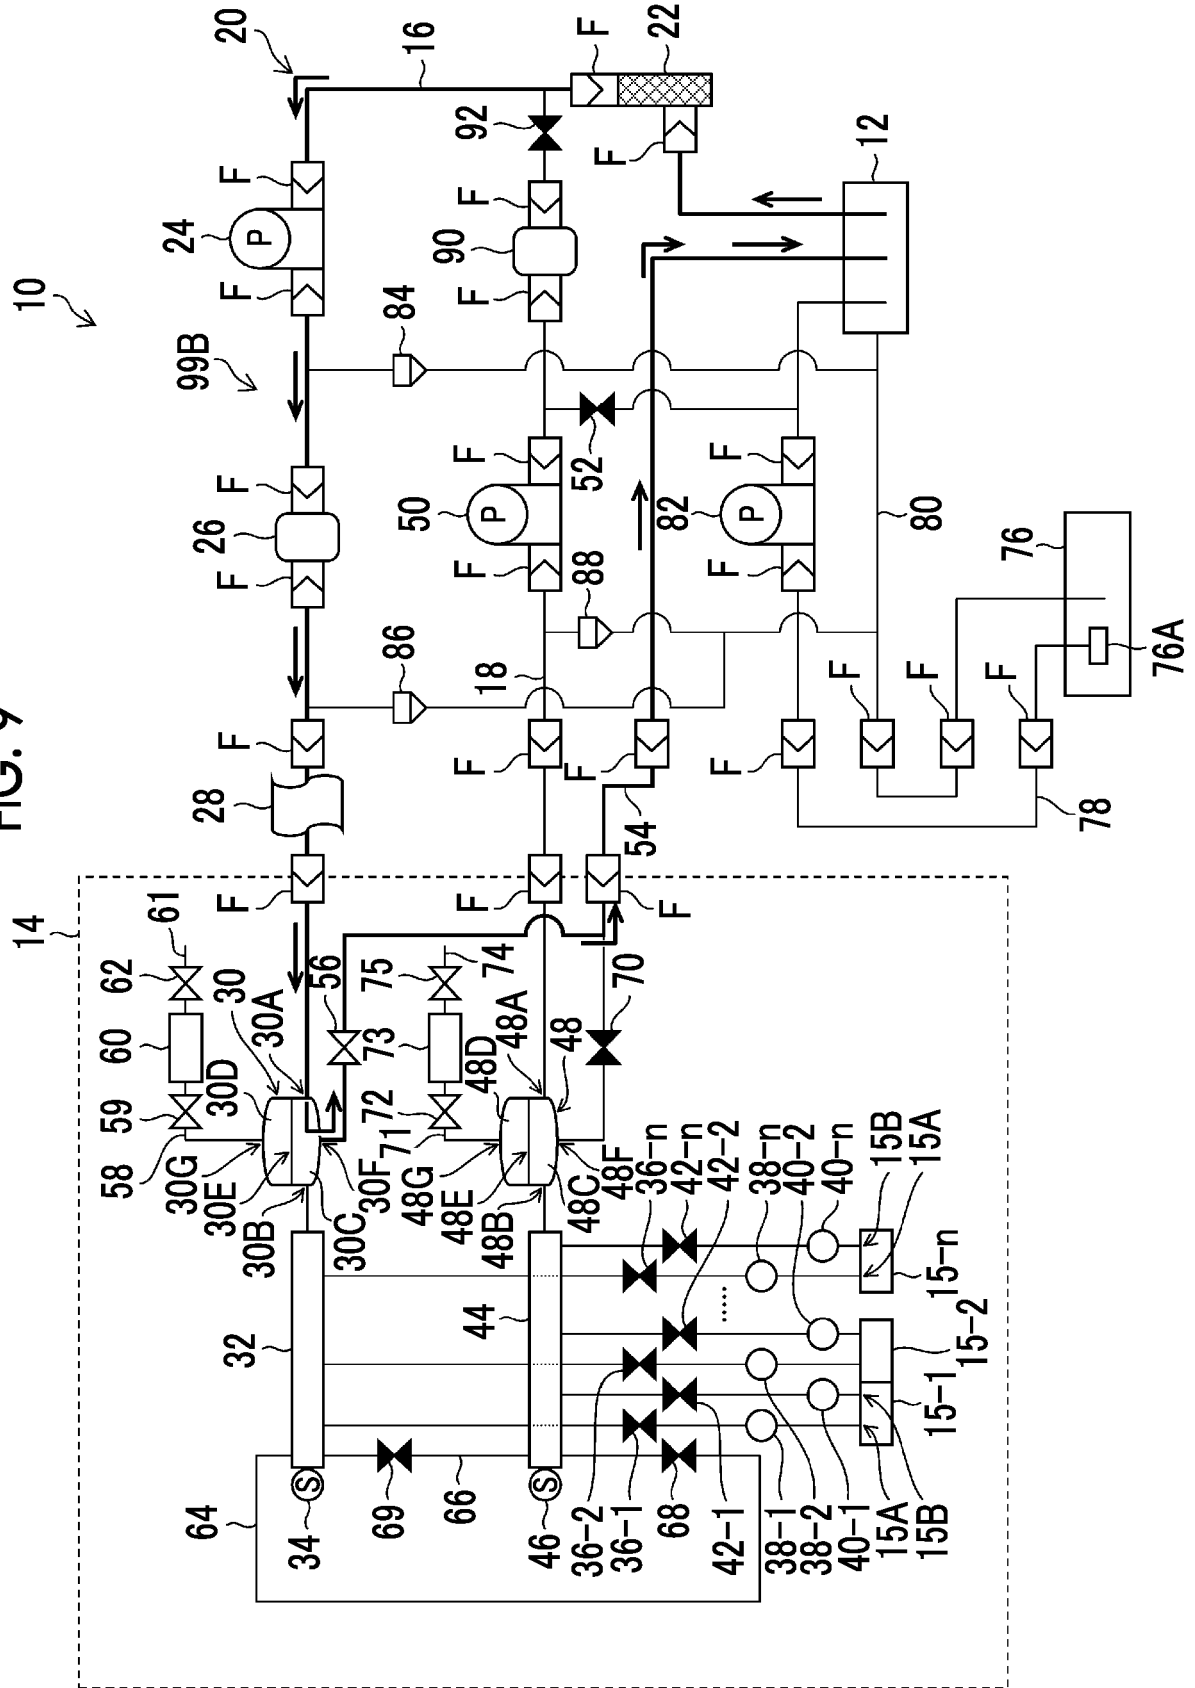 FIG. 9
10
20
16
F
22
92
F
24
F
P
F
F
90
F
12
99B
84
F
26
F
F
50
P
F
52
F
82
P
F
80
76
88
F
86
18
76A
F
28
F
F
F
F
F
F
54
78
14
F
F
F
61
62
30
60
30A
56
75
74
70
59
30D
73
48A
48D
48
58
72
71
30G
30E
30B
30C
30F
48G
48E
48B
48C
48F
36-n
42-n
42-2
38-n
40-2
40-n
15B
15A
32
44
15-n
15-2
15-1
64
S
34
69
66
S
46
36-2
36-1
68
42-1
38-1
38-2
40-1
15A
15B